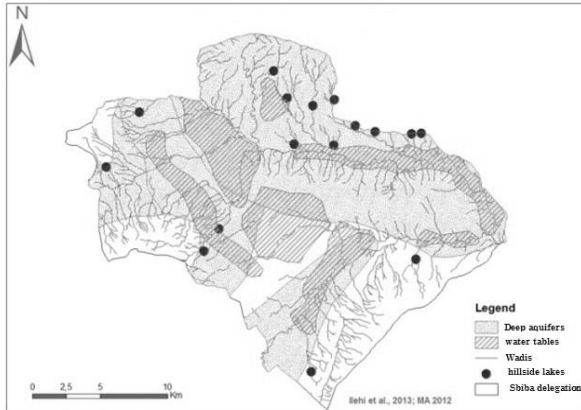 N
Legend
Deep aquifers
water tables
Wadis
hillside lakes
Sbiba delegation
0 2,5 5 10
Km
Ilehi et al., 2013; MA 2012